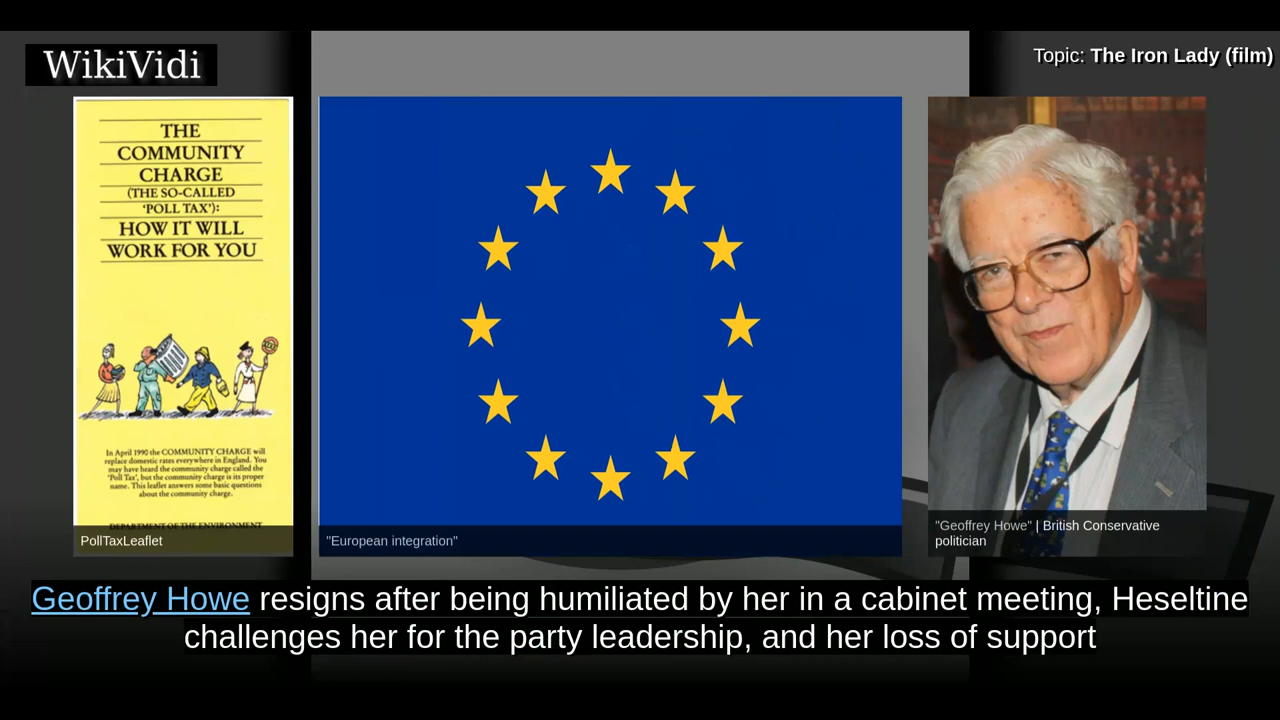 WikiVidi
Topic: The Iron Lady (film)
THE
COMMUNITY
CHARGE
(THE SO-CALLED
'POLL TAX'):
HOW IT WILL
WORK FOR YOU
In April 1990 the COMMUNITY CHARGE will
replace domestic rates everywhere in England. You
may have heard the community charge called the
'Poll Tax', but the community charge is its proper
name. This leaflet answers some basic questions
about the community charge.
DEPARTMENT OF THE ENVIRONMENT
PollTaxLeaflet
"European integration"
"Geoffrey Howe" | British Conservative
politician
Geoffrey Howe resigns after being humiliated by her in a cabinet meeting, Heseltine
challenges her for the party leadership, and her loss of support